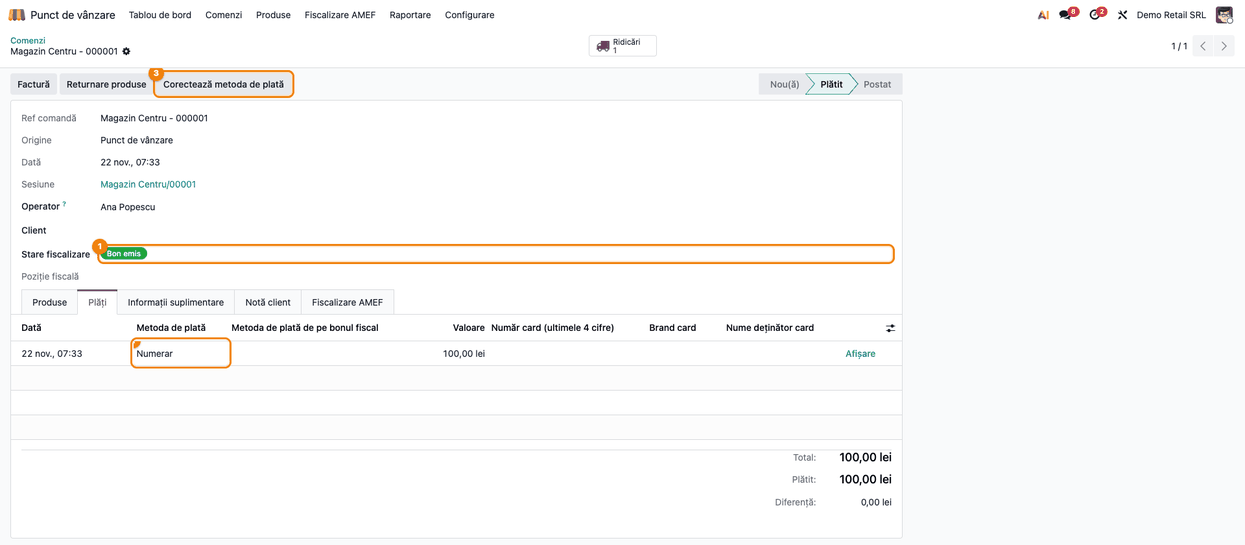 Punct de vânzare Tablou de bord Comenzi Produse Fiscalizare AMEF Raportare Configurare AI 8 2 Demo Retail SRL
Comenzi
Magazin Centru - 000001
Ridicări
1
1 / 1
3
Factură Returnare produse Corectează metoda de plată Nou(ă) Plătit Postat
Ref comandă Magazin Centru - 000001
Origine Punct de vânzare
Dată 22 nov., 07:33
Sesiune Magazin Centru/00001
Operator ? Ana Popescu
Client
1
Stare fiscalizare Bon emis
Poziție fiscală
Produse Plăți Informații suplimentare Notă client Fiscalizare AMEF
Dată Metoda de plată Metoda de plată de pe bonul fiscal Valoare Număr card (ultimele 4 cifre) Brand card Nume deținător card
22 nov., 07:33 Numerar 100,00 lei Afișare
Total: 100,00 lei
Plătit: 100,00 lei
Diferență: 0,00 lei